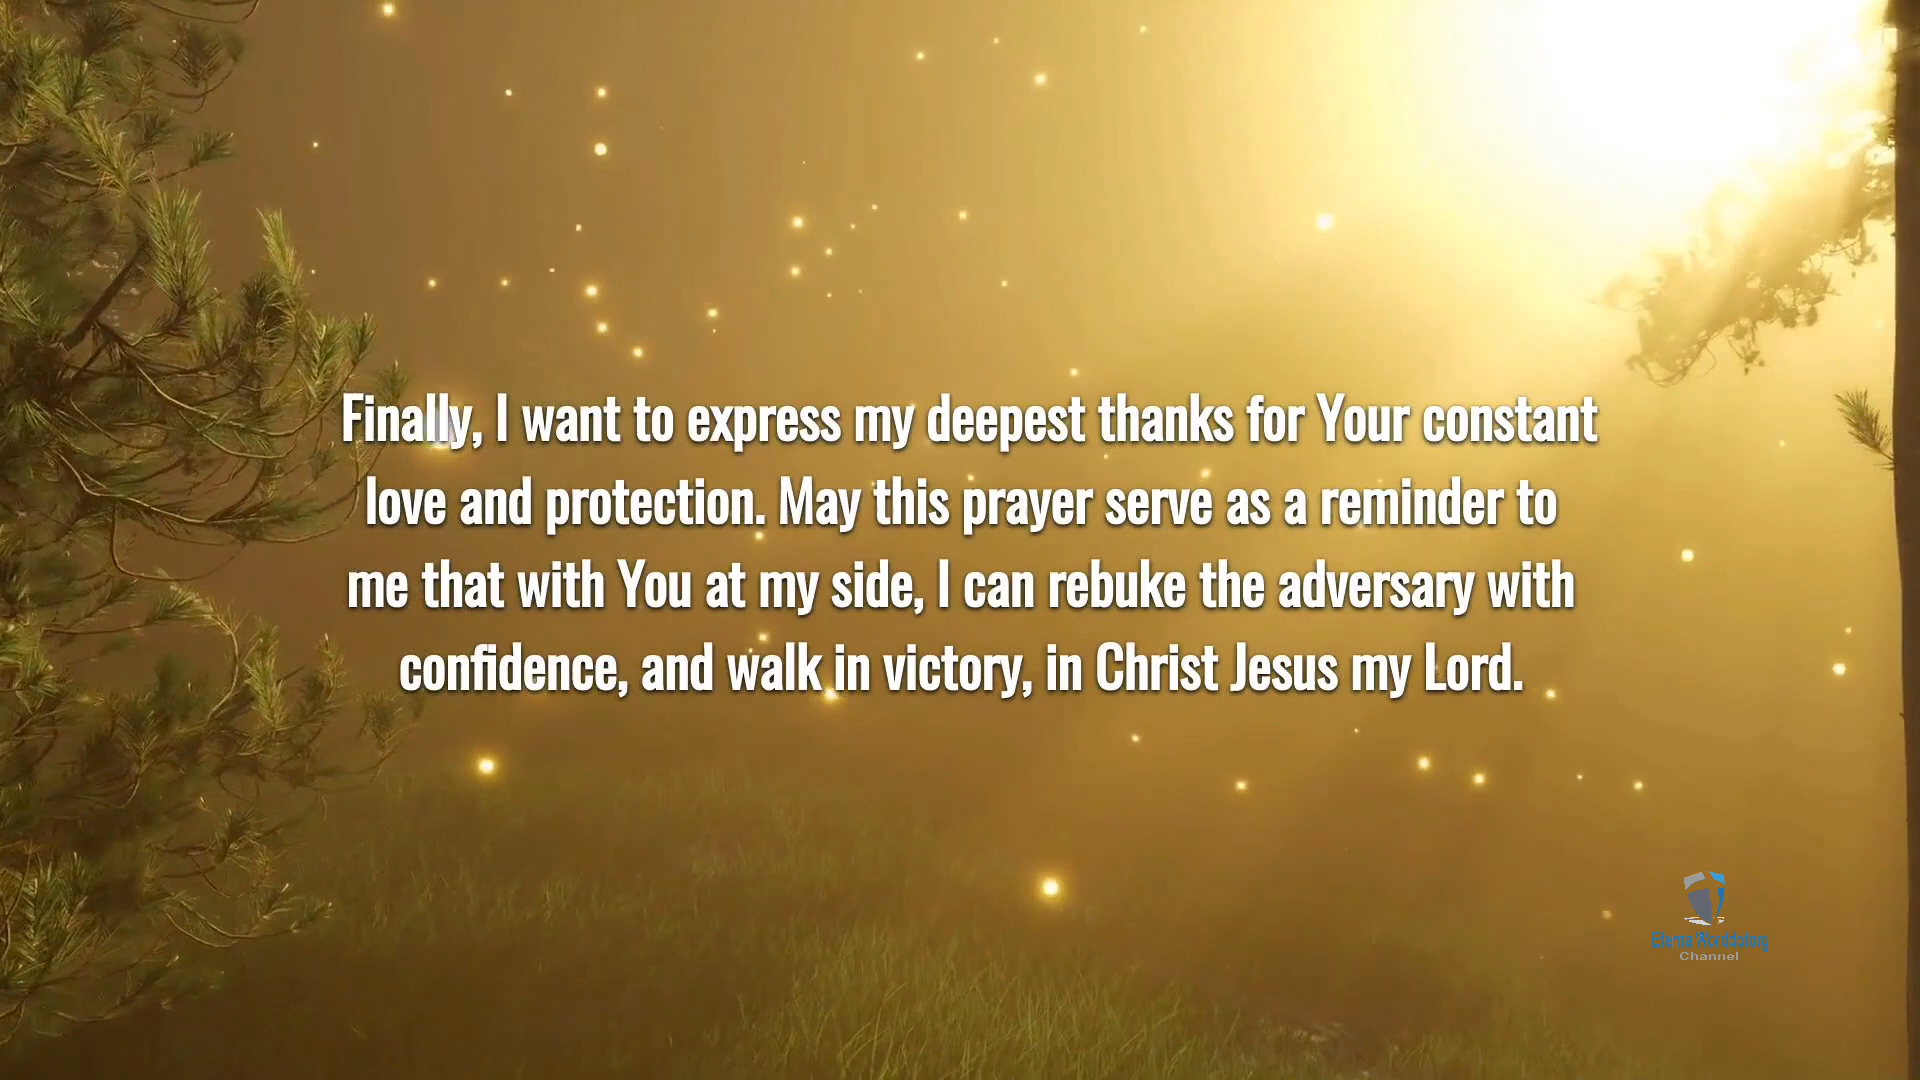 Finally, I want to express my deepest thanks for Your constant
love and protection. May this prayer serve as a reminder to
me that with You at my side, I can rebuke the adversary with
confidence, and walk in victory, in Christ Jesus my Lord.
Channel